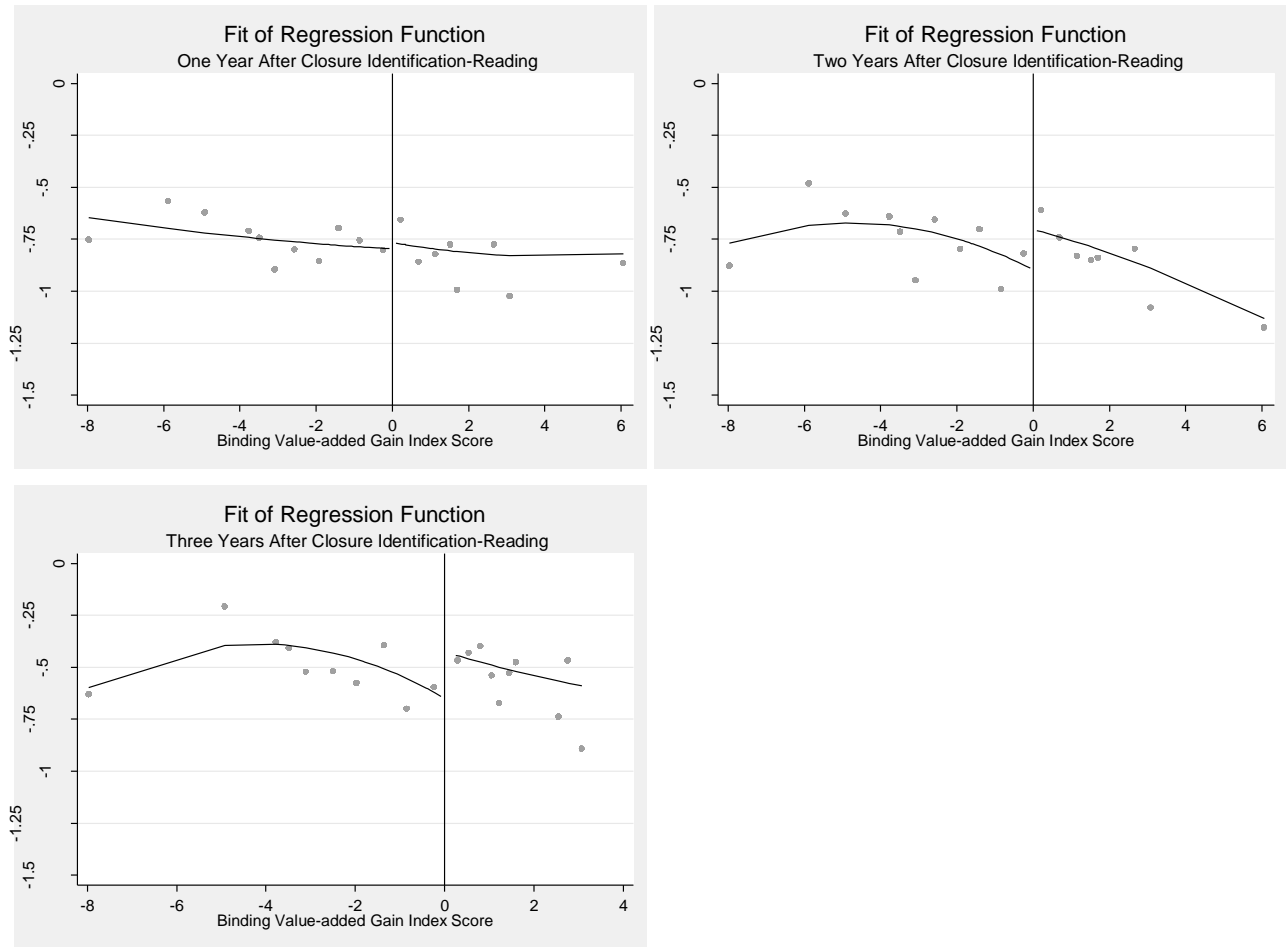 Fit of Regression Function
One Year After Closure Identification-Reading
0
-.25
-.5
-.75
-1
-1.25
-1.5
-8 -6 -4 -2 0 2 4 6
Binding Value-added Gain Index Score
Fit of Regression Function
Two Years After Closure Identification-Reading
0
-.25
-.5
-.75
-1
-1.25
-1.5
-8 -6 -4 -2 0 2 4 6
Binding Value-added Gain Index Score
Fit of Regression Function
Three Years After Closure Identification-Reading
0
-.25
-.5
-.75
-1
-1.25
-1.5
-8 -6 -4 -2 0 2 4
Binding Value-added Gain Index Score